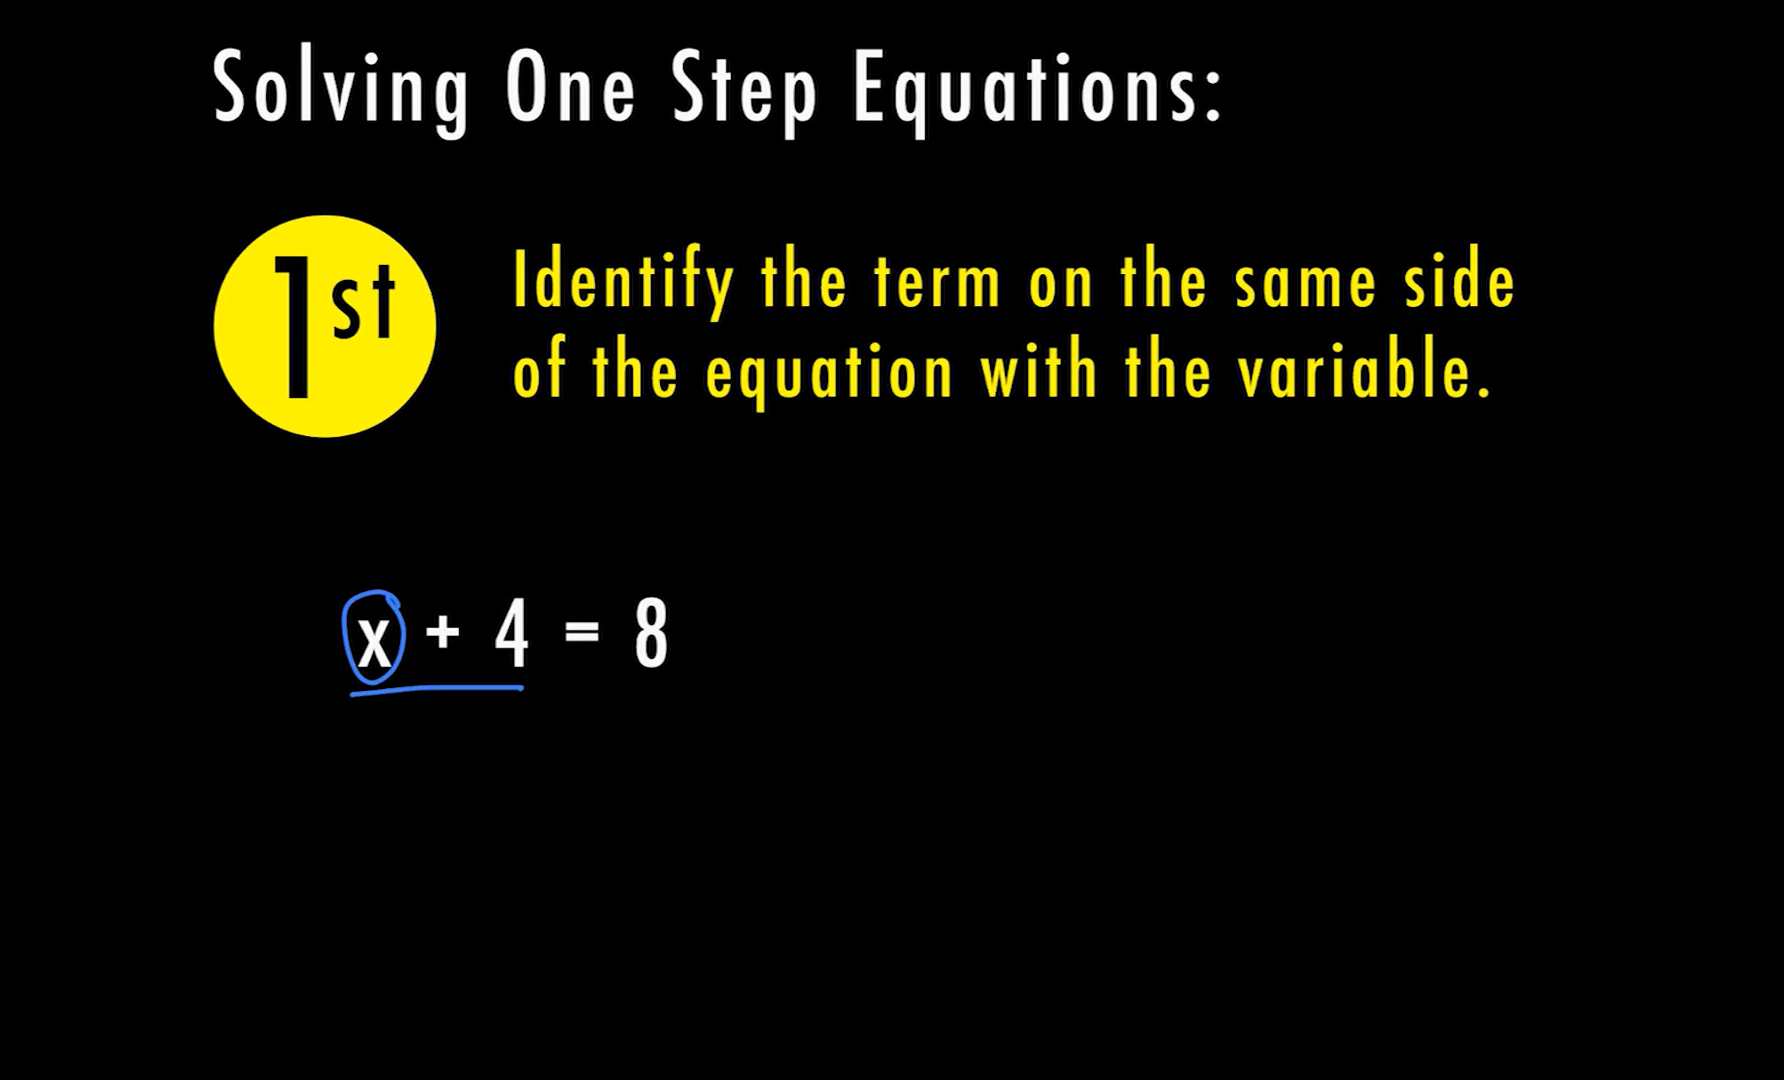 Solving One Step Equations:
1st
Identify the term on the same side
of the equation with the variable.
x + 4 = 8